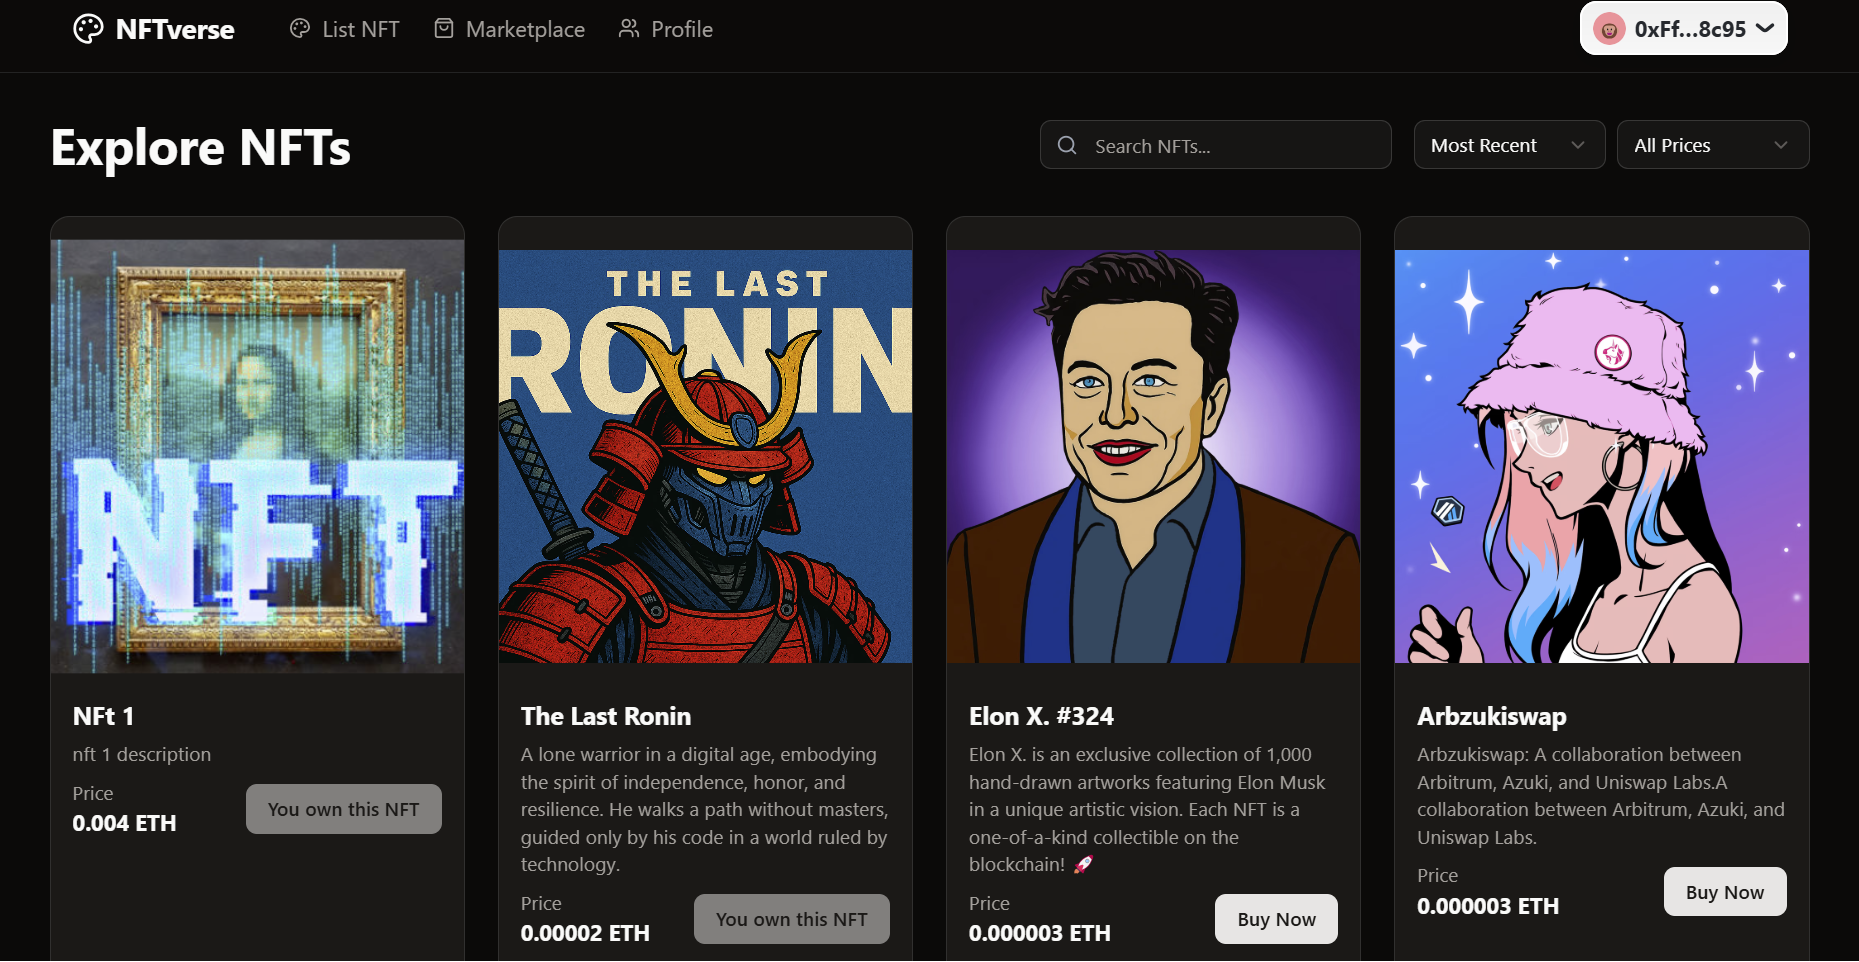 NFTverse
List NFT
Marketplace
Profile
0xFf...8c95
Explore NFTs
Search NFTs...
Most Recent
All Prices
NFT
THE LAST
RONIN
NFt 1
nft 1 description
Price
0.004 ETH
You own this NFT
The Last Ronin
A lone warrior in a digital age, embodying
the spirit of independence, honor, and
resilience. He walks a path without masters,
guided only by his code in a world ruled by
technology.
Price
0.00002 ETH
You own this NFT
Elon X. #324
Elon X. is an exclusive collection of 1,000
hand-drawn artworks featuring Elon Musk
in a unique artistic vision. Each NFT is a
one-of-a-kind collectible on the
blockchain! 🚀
Price
0.000003 ETH
Buy Now
Arbzukiswap
Arbzukiswap: A collaboration between
Arbitrum, Azuki, and Uniswap Labs.A
collaboration between Arbitrum, Azuki, and
Uniswap Labs.
Price
0.000003 ETH
Buy Now